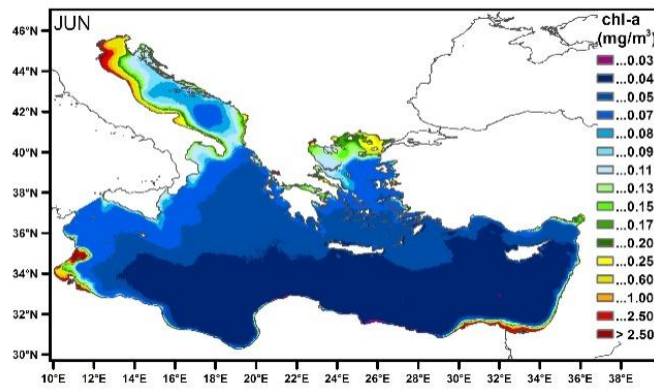 JUN
chl-a
(mg/m³)
...0.03
...0.04
...0.05
...0.07
...0.08
...0.09
...0.11
...0.13
...0.15
...0.17
...0.20
...0.25
...0.60
...1.00
...2.50
> 2.50
46°N
44°N
42°N
40°N
38°N
36°N
34°N
32°N
30°N
10°E 12°E 14°E 16°E 18°E 20°E 22°E 24°E 26°E 28°E 30°E 32°E 34°E 36°E 38°E